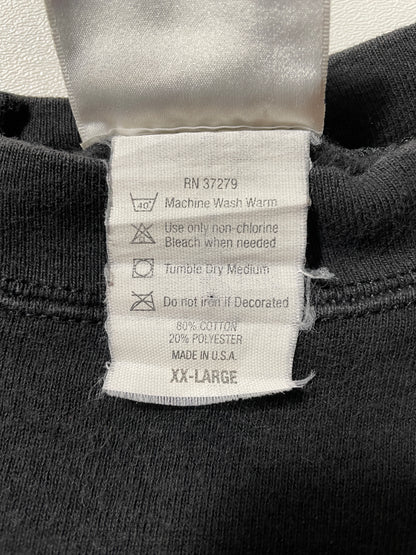 RN 37279
40°
Machine Wash Warm
Use only non-chlorine
Bleach when needed
Tumble Dry Medium
Do not iron if Decorated
80% COTTON
20% POLYESTER
MADE IN U.S.A.
XX-LARGE